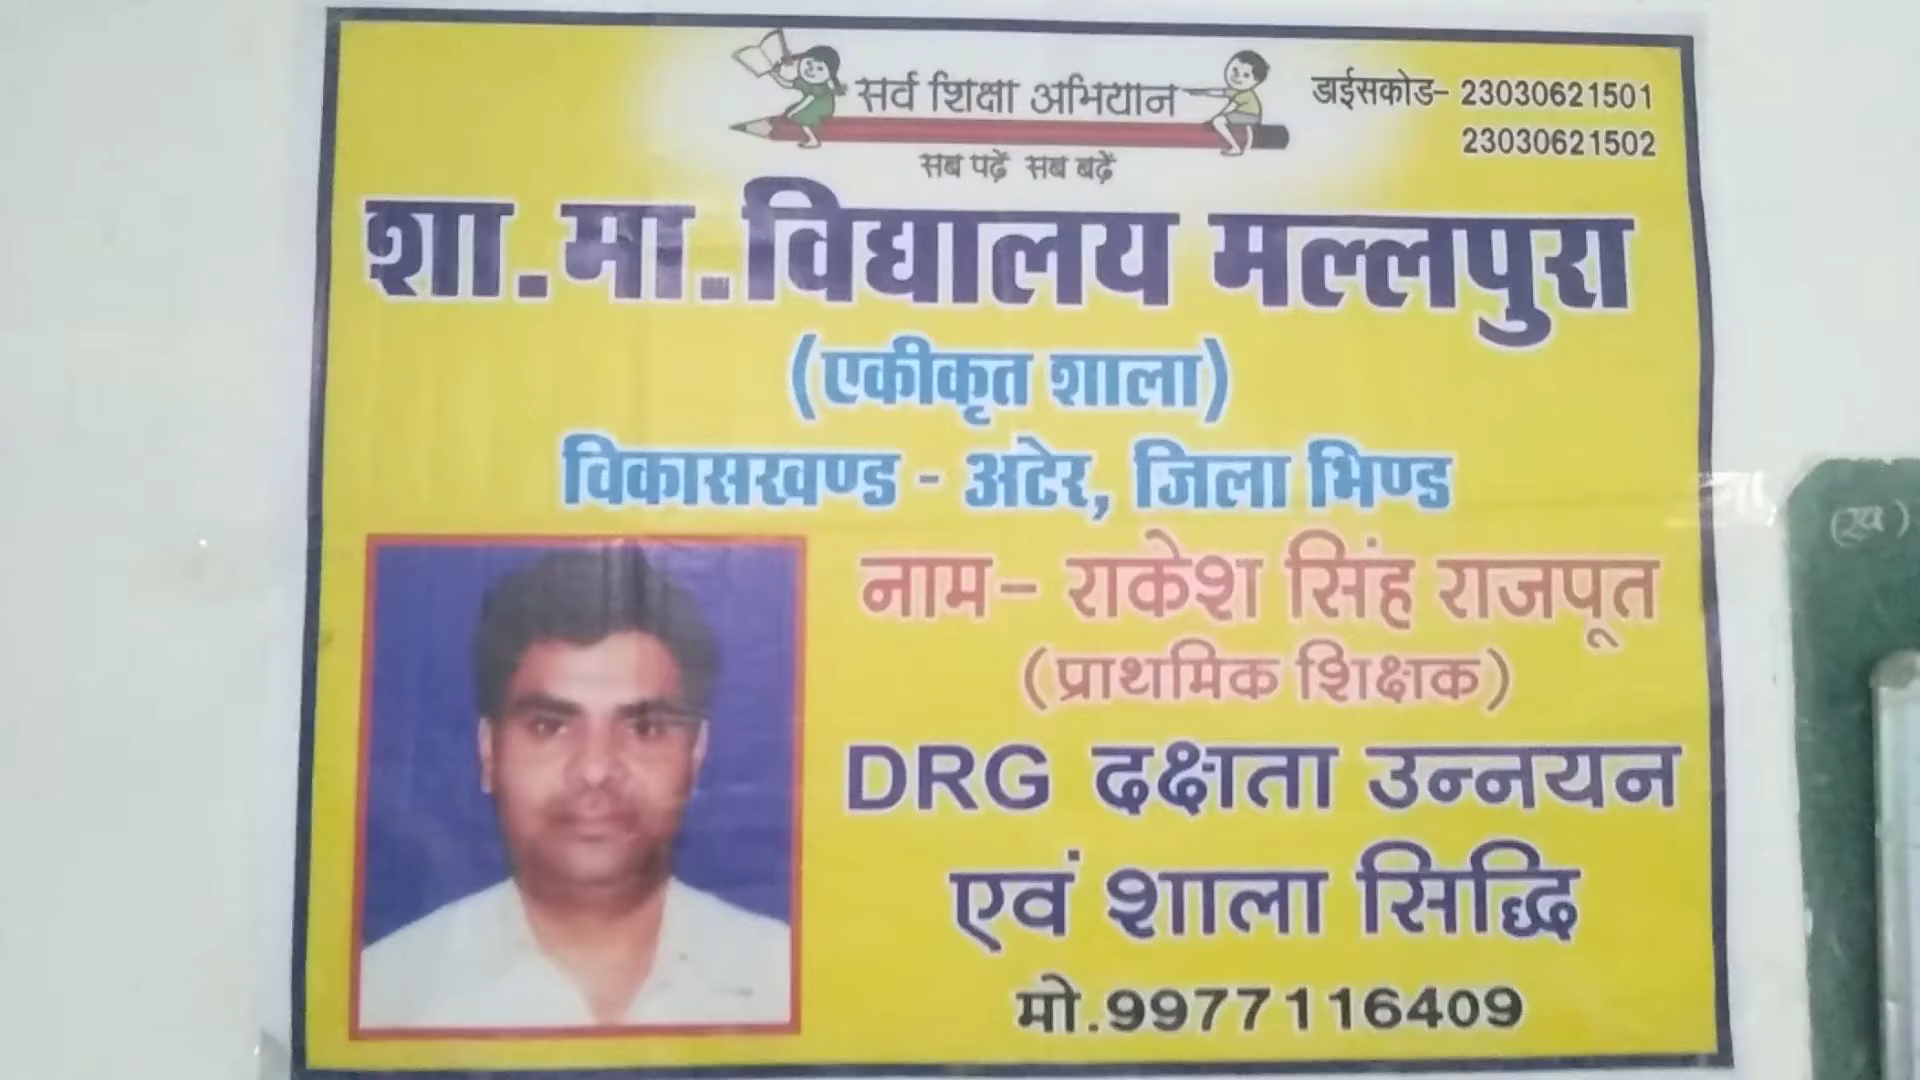 सर्व शिक्षा अभियान
सब पढ़ें सब बढ़ें
डाईसकोड- 23030621501
23030621502
शा.मा.विद्यालय मल्लपुरा
(एकीकृत शाला)
विकासखण्ड - अटेर, जिला भिण्ड
नाम- राकेश सिंह राजपूत
(प्राथमिक शिक्षक)
DRG दक्षता उन्नयन
एवं शाला सिद्धि
मो.9977116409
(ख)